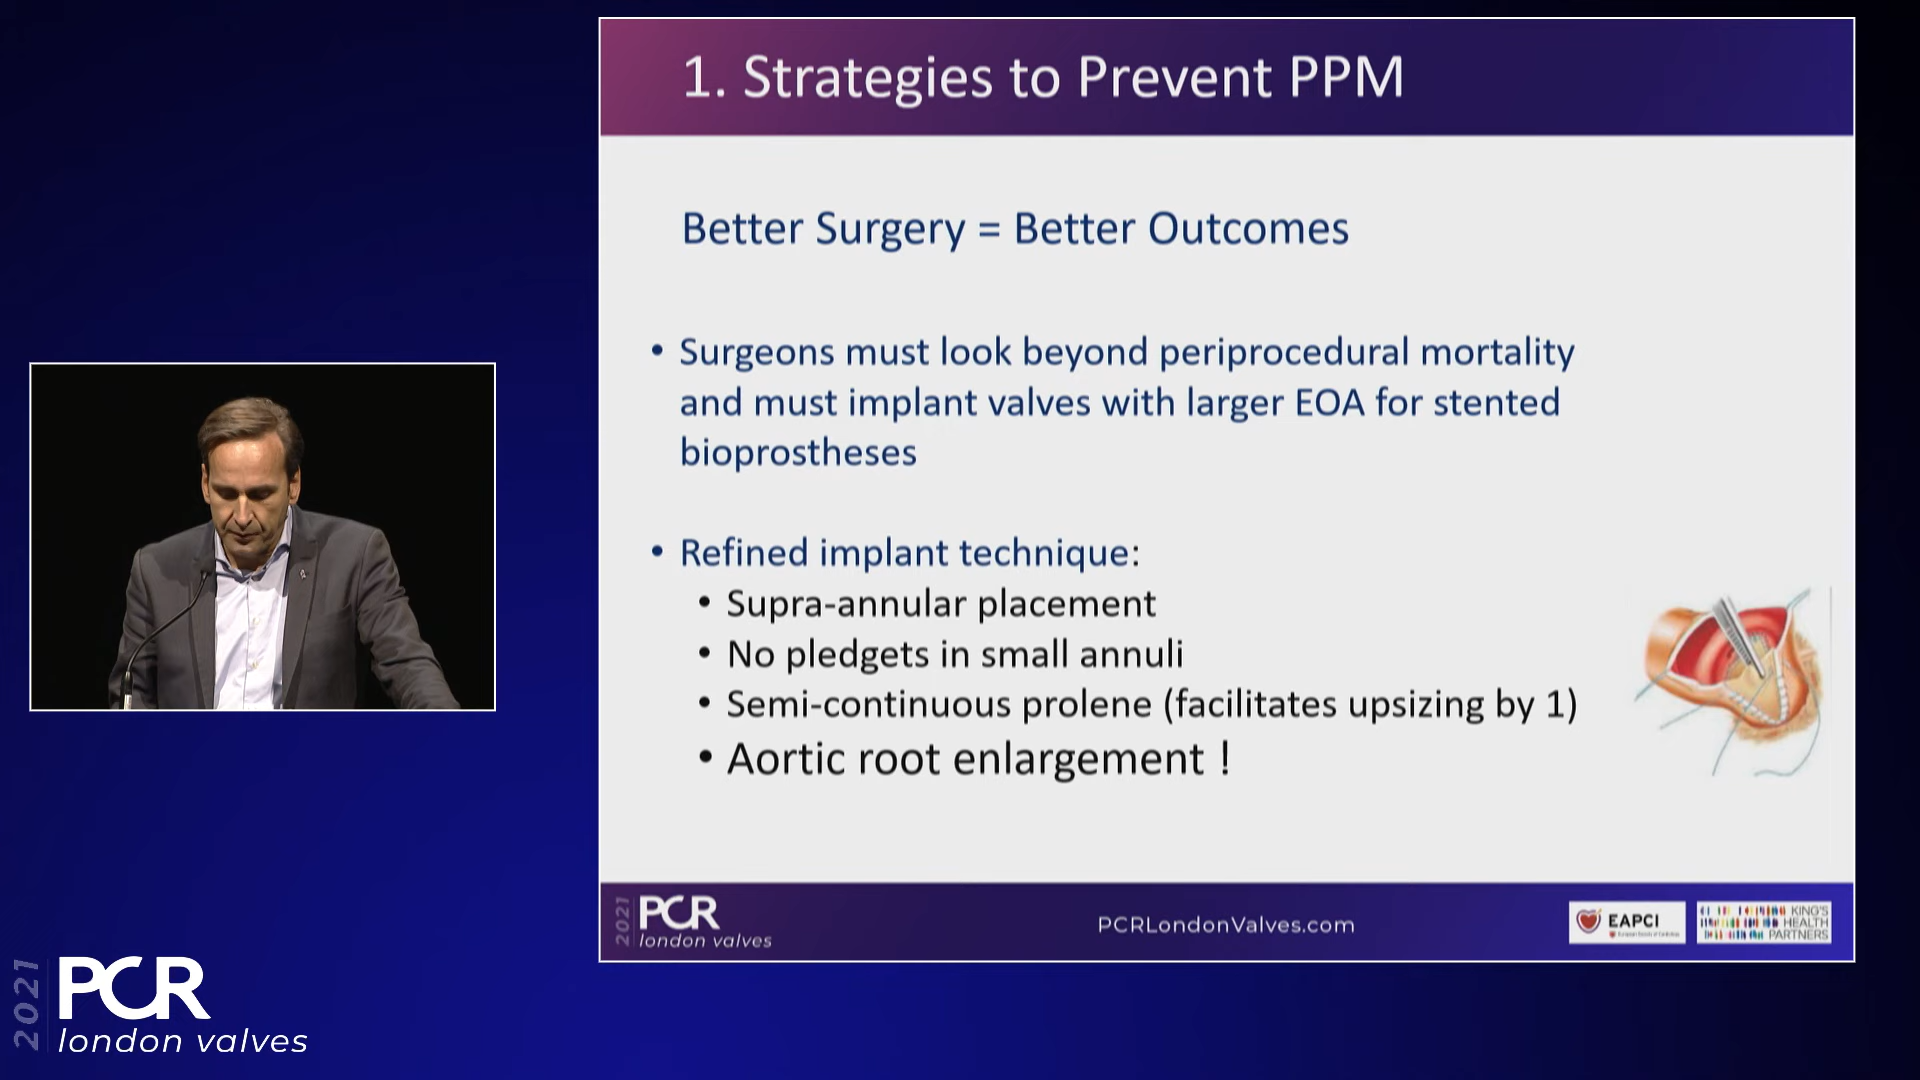 1. Strategies to Prevent PPM
Better Surgery = Better Outcomes
• Surgeons must look beyond periprocedural mortality
and must implant valves with larger EOA for stented
bioprostheses
• Refined implant technique:
• Supra-annular placement
• No pledgets in small annuli
• Semi-continuous prolene (facilitates upsizing by 1)
• Aortic root enlargement !
2021
PCR
london valves
PCRLondonValves.com
EAPCI
KING'S
HEALTH
PARTNERS
2021
PCR
london valves